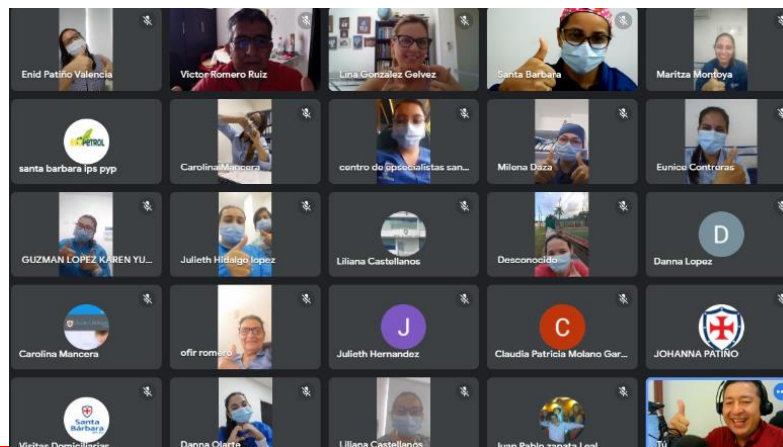 Enid Patiño Valencia
Victor Romero Ruiz
Lina Gonzalez Gelvez
Santa Barbara
Maritza Montoya
ECOPETROL
santa barbara ips pyp
Carolina Mancera
centro de epsecialistas san...
Milena Daza
Eunice Contreras
GUZMAN LOPEZ KAREN YU...
Julieth HIdalgo lopez
Liliana Castellanos
Desconocido
D
Danna Lopez
Carolina Mancera
ofir romero
J
Julieth Hernandez
C
Claudia Patricia Molano Gar...
JOHANNA PATIÑO
Santa
Bárbara
Visitas Domiciliarias
Danna Olarte
Liliana Castellanos
Juan Pablo zapata Leal
Tú